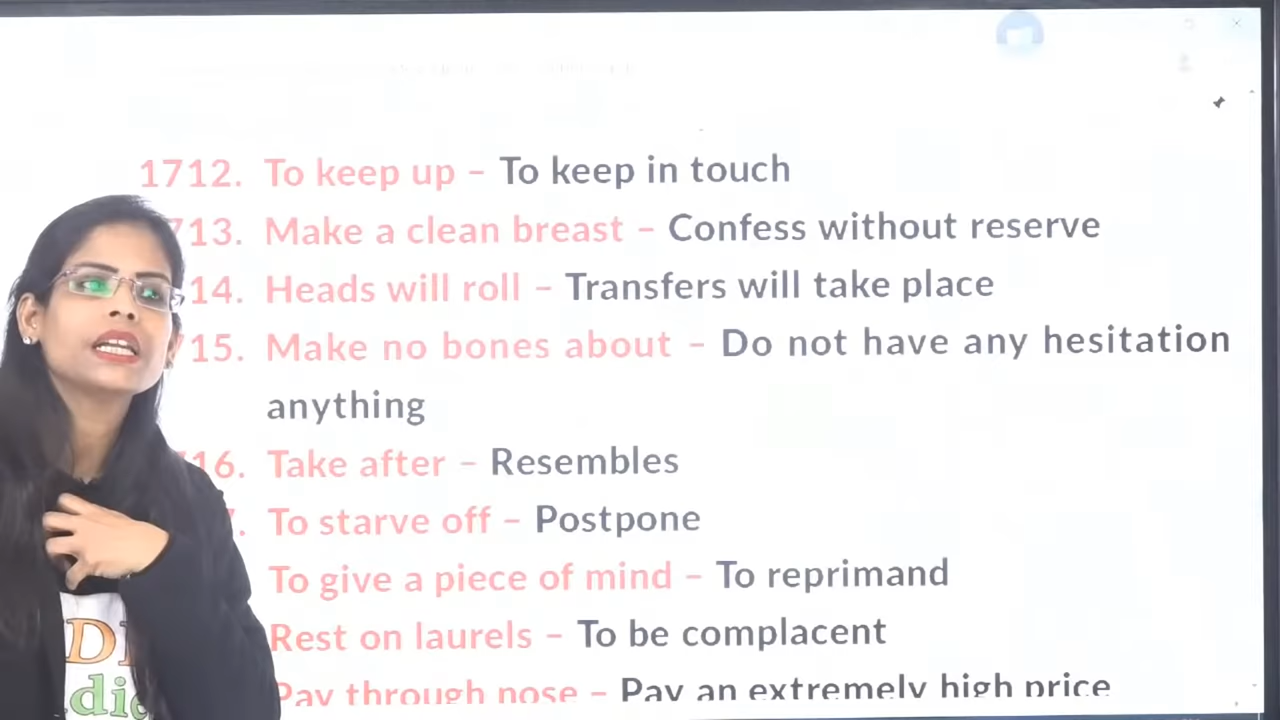 1712. To keep up – To keep in touch
713. Make a clean breast – Confess without reserve
14. Heads will roll – Transfers will take place
15. Make no bones about – Do not have any hesitation
anything
16. Take after – Resembles
7. To starve off – Postpone
To give a piece of mind – To reprimand
Rest on laurels – To be complacent
Pay through nose – Pay an extremely high price